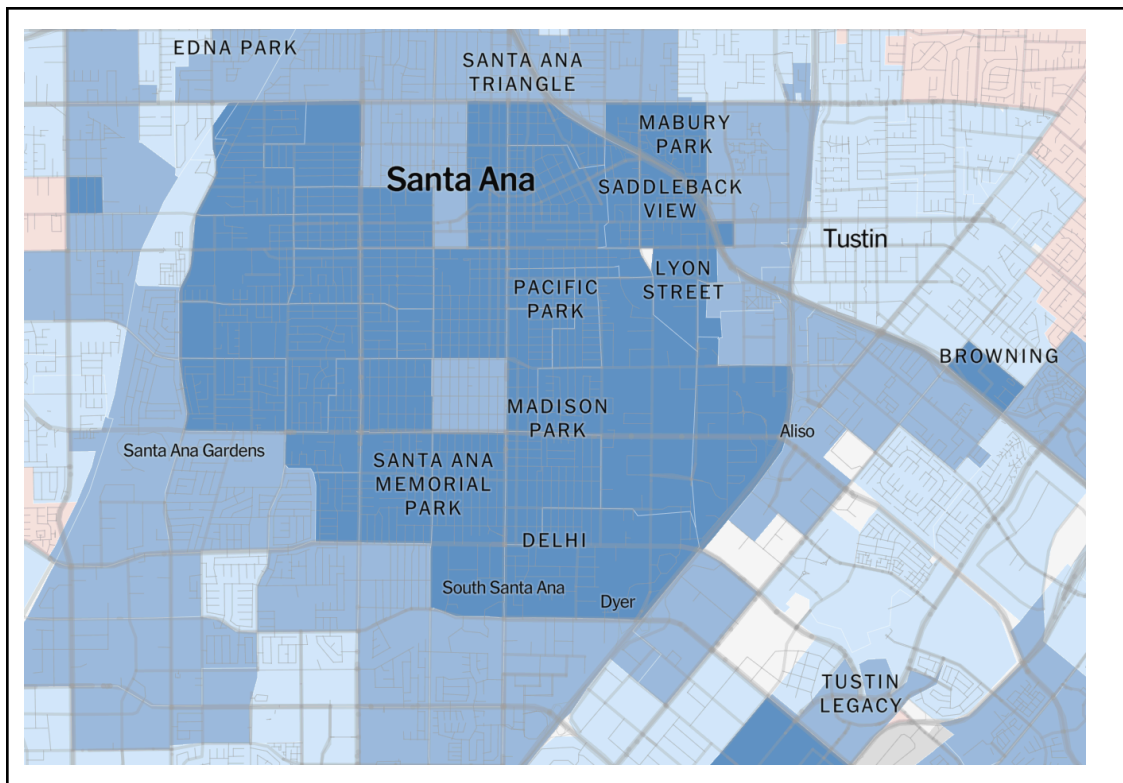 EDNA PARK
SANTA ANA
TRIANGLE
MABURY
PARK
Santa Ana
SADDLEBACK
VIEW
Tustin
LYON
STREET
PACIFIC
PARK
BROWNING
MADISON
PARK
Aliso
Santa Ana Gardens
SANTA ANA
MEMORIAL
PARK
DELHI
South Santa Ana
Dyer
TUSTIN
LEGACY